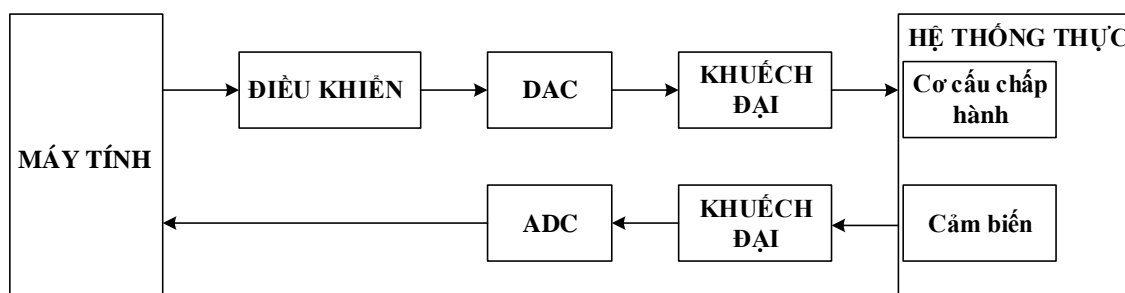 HỆ THỐNG THỰC
ĐIỀU KHIỂN
DAC
KHUẾCH
ĐẠI
Cơ cấu chấp
hành
MÁY TÍNH
ADC
KHUẾCH
ĐẠI
Cảm biến